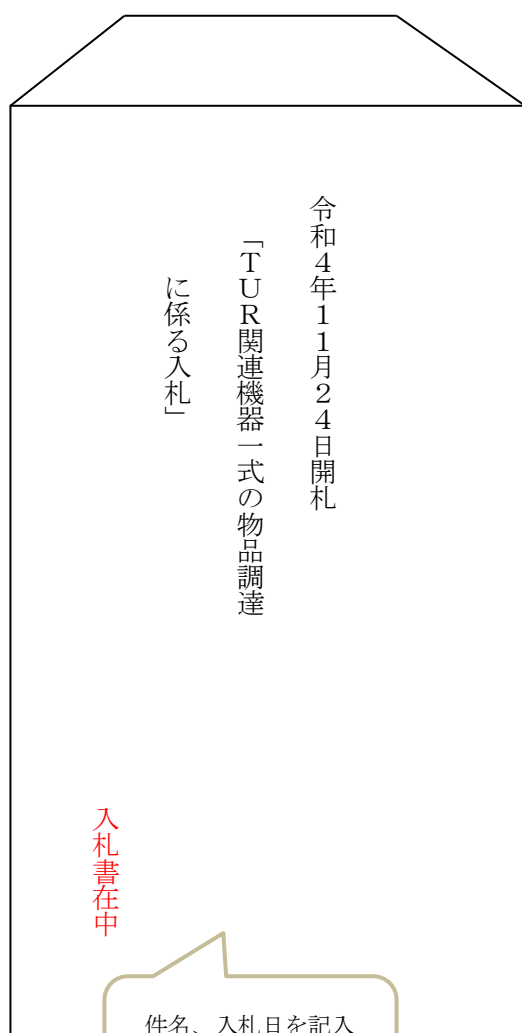 令和４年１１月２４日開札
「ＴＵＲ関連機器一式の物品調達
に係る入札」
入札書在中
件名、入札日を記入